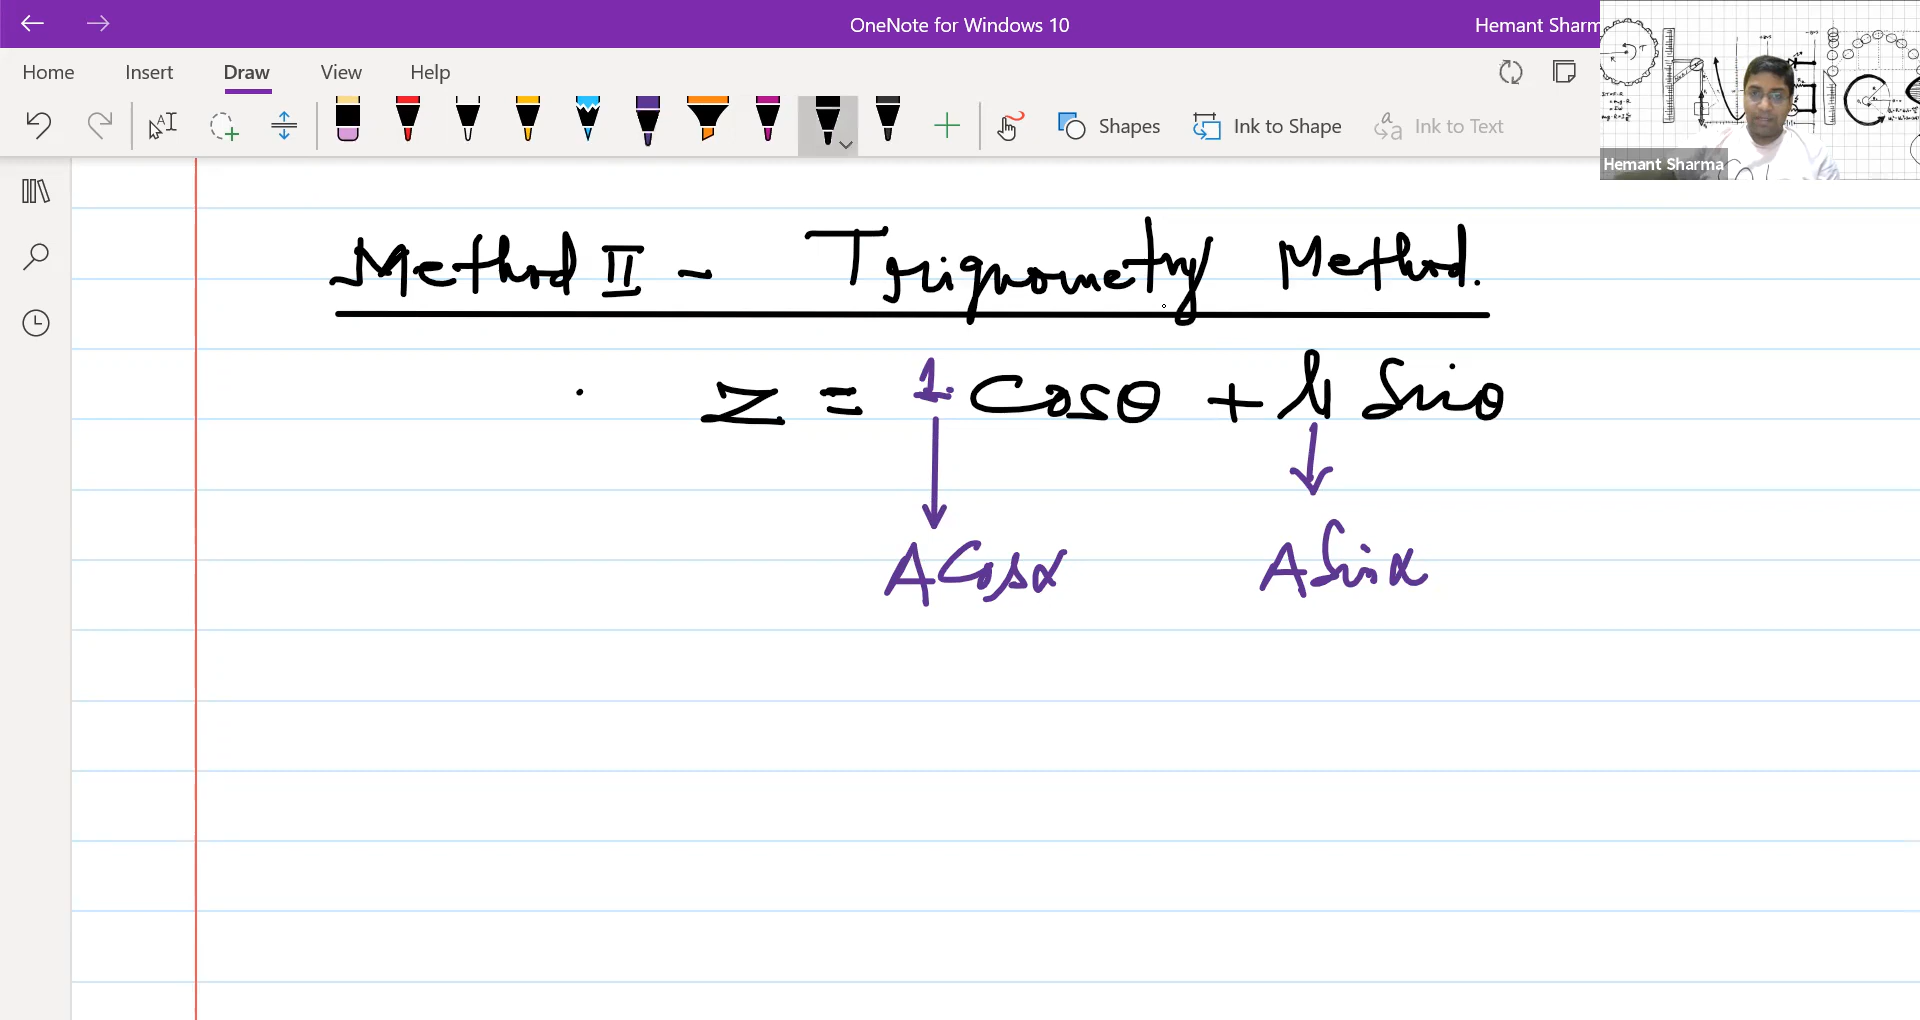 OneNote for Windows 10
Hemant Sharm
Home Insert Draw View Help
Shapes Ink to Shape Ink to Text
Hemant Sharma
Method II - Trignometry Method.
z = 1. Cosθ + μ Sinθ
A Cosα A Sinα